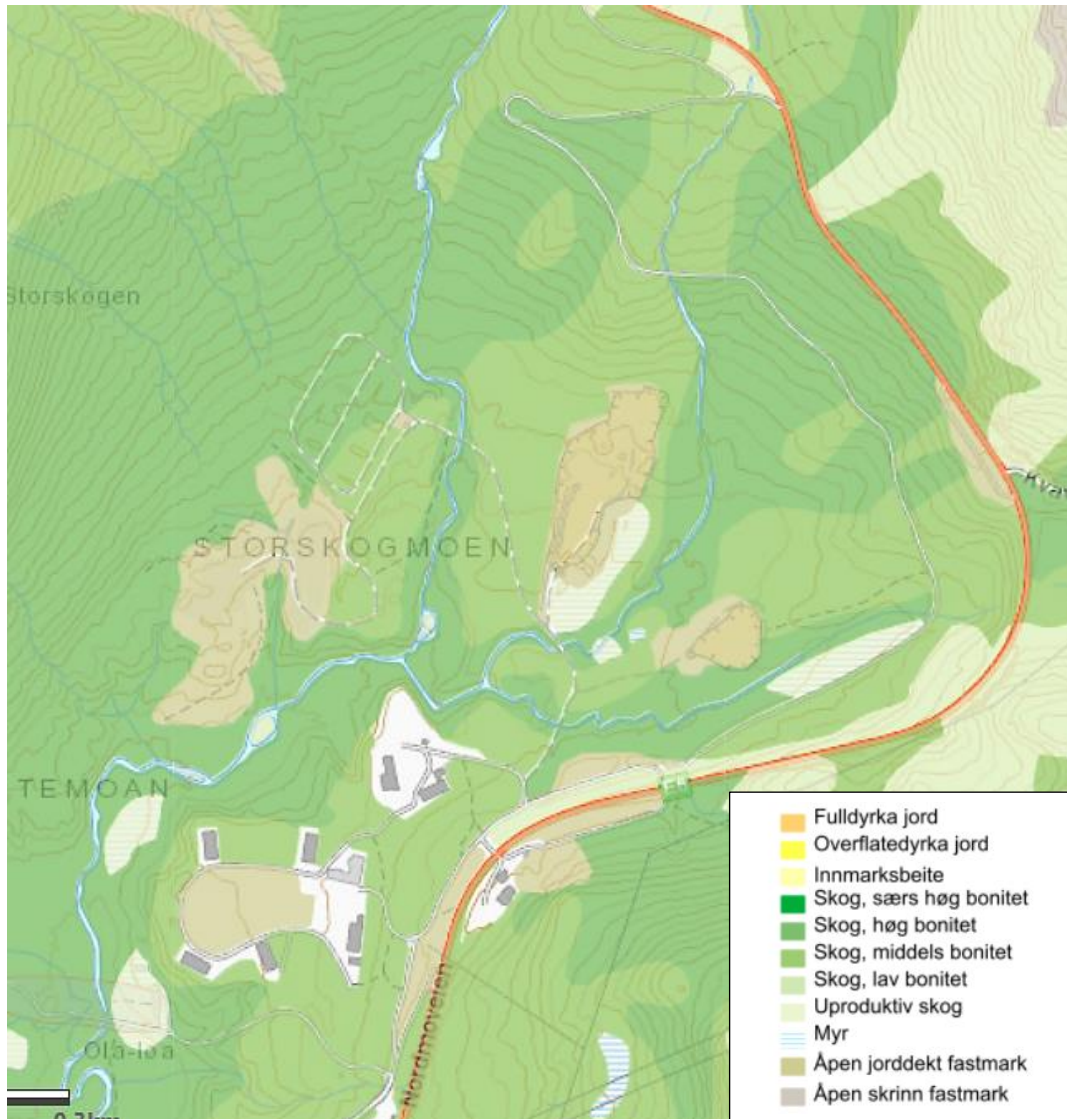 Storskogen
STORSKOGMOEN
TEMOAN
E6
Nordmoveien
Ola-løa
Fulldyrka jord
Overflatedyrka jord
Innmarksbeite
Skog, særs høg bonitet
Skog, høg bonitet
Skog, middels bonitet
Skog, lav bonitet
Uproduktiv skog
Myr
Åpen jorddekt fastmark
Åpen skrinn fastmark